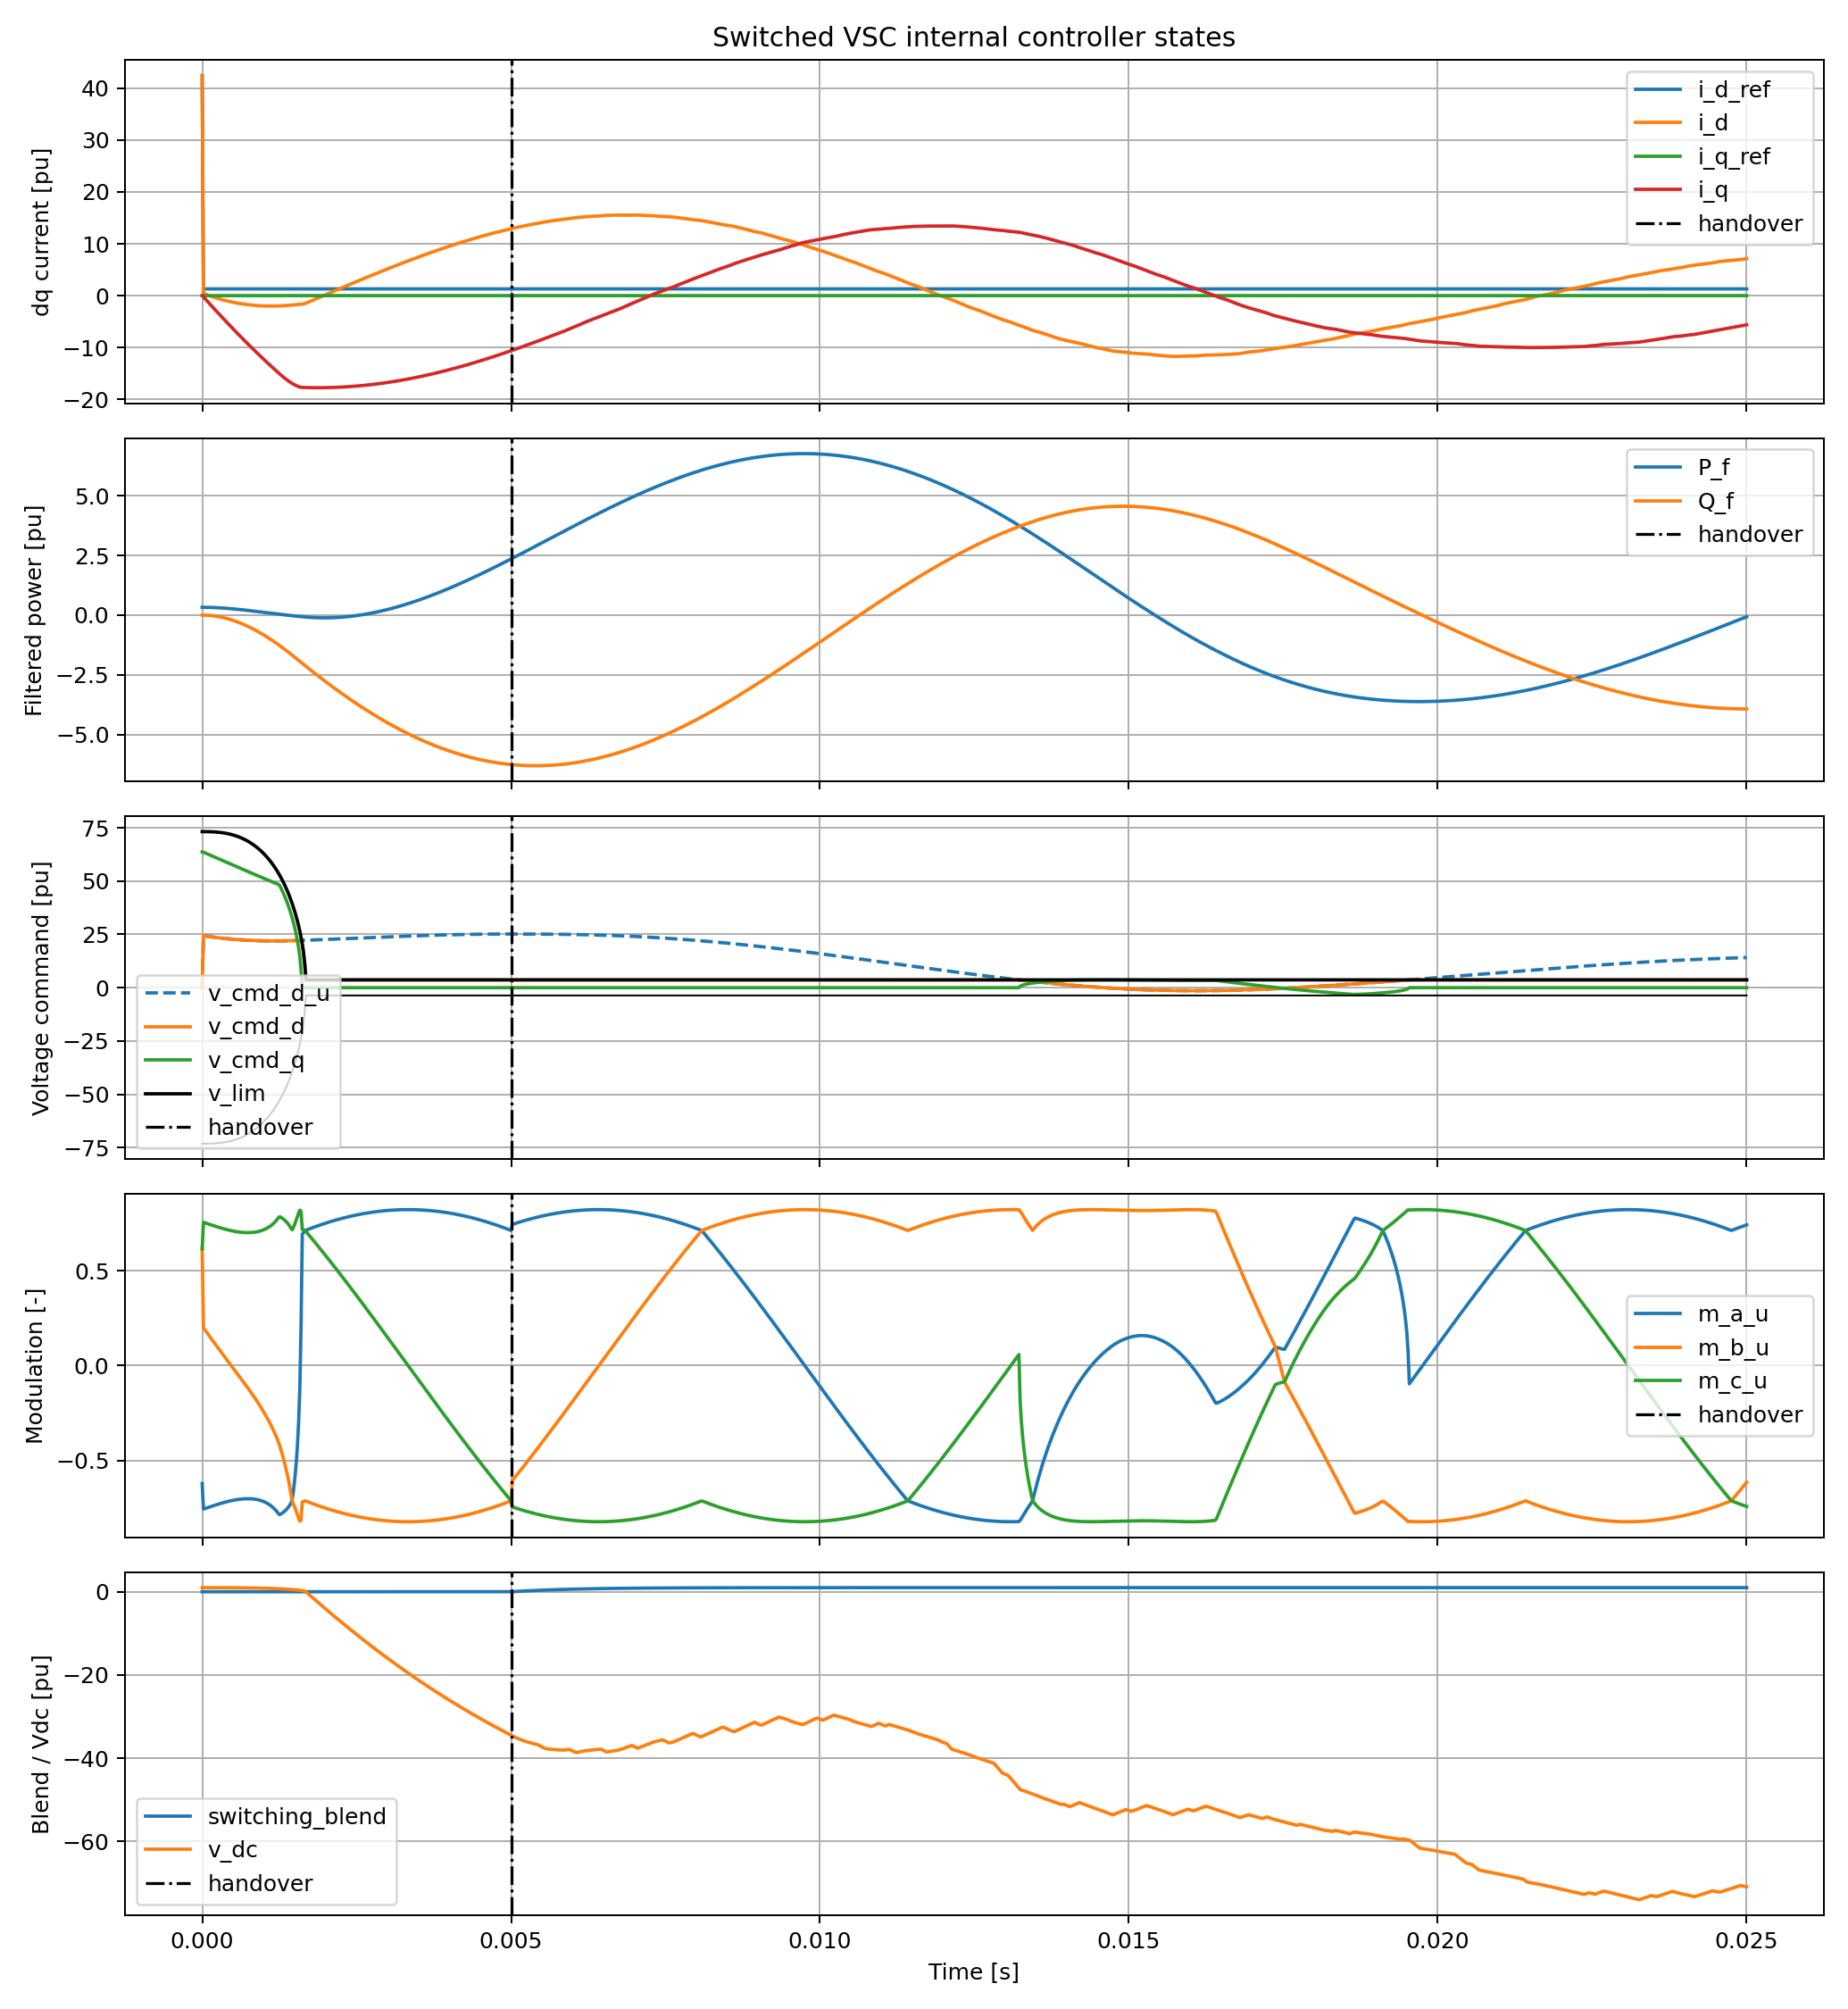 Switched VSC internal controller states
dq current [pu]
40
30
20
10
0
−10
−20
i_d_ref
i_d
i_q_ref
i_q
handover
Filtered power [pu]
5.0
2.5
0.0
−2.5
−5.0
P_f
Q_f
handover
Voltage command [pu]
75
50
25
0
−25
−50
−75
v_cmd_d_u
v_cmd_d
v_cmd_q
v_lim
handover
Modulation [-]
0.5
0.0
−0.5
m_a_u
m_b_u
m_c_u
handover
Blend / Vdc [pu]
0
−20
−40
−60
switching_blend
v_dc
handover
0.000 0.005 0.010 0.015 0.020 0.025
Time [s]